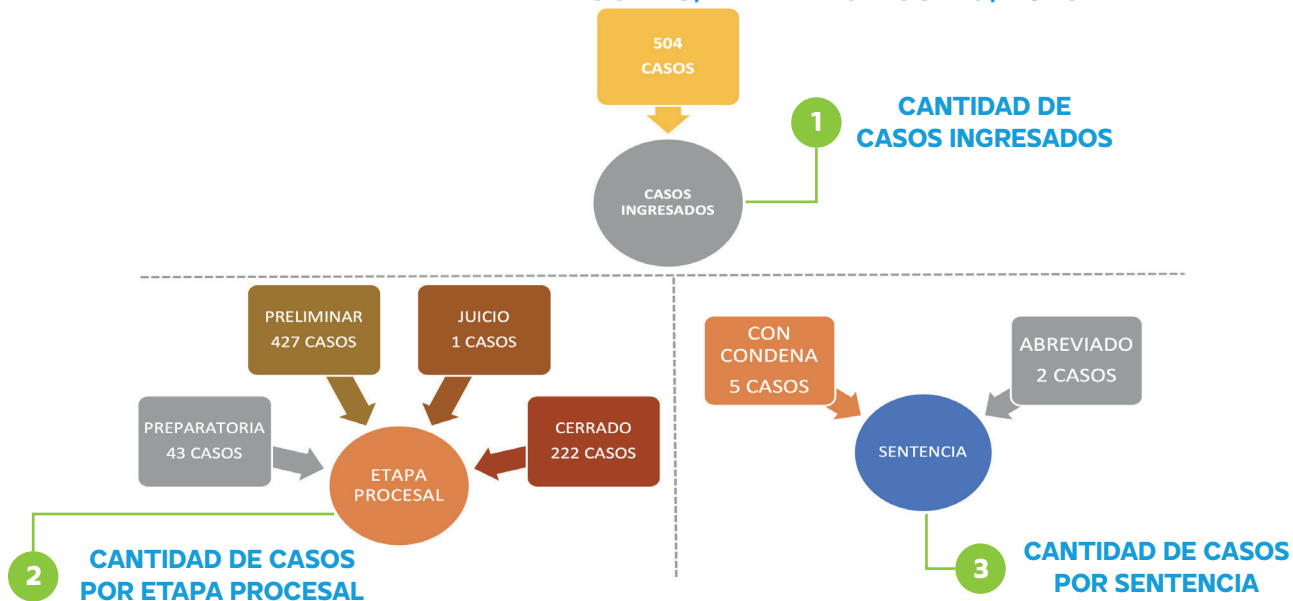 504
CASOS
1
CANTIDAD DE
CASOS INGRESADOS
CASOS
INGRESADOS
PRELIMINAR
427 CASOS
JUICIO
1 CASOS
PREPARATORIA
43 CASOS
CERRADO
222 CASOS
ETAPA
PROCESAL
2
CANTIDAD DE CASOS
POR ETAPA PROCESAL
CON
CONDENA
5 CASOS
ABREVIADO
2 CASOS
SENTENCIA
3
CANTIDAD DE CASOS
POR SENTENCIA